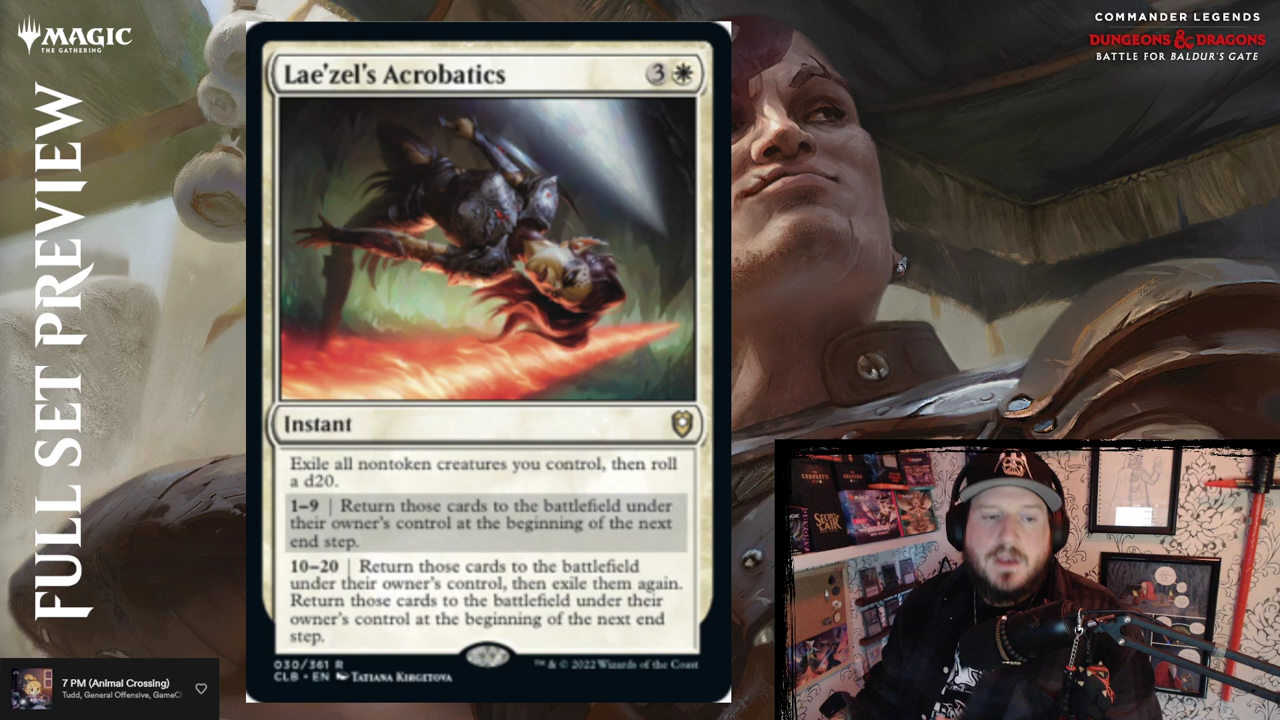 MAGIC
THE GATHERING
FULL SET PREVIEW
Lae'zel's Acrobatics 3
Instant
Exile all nontoken creatures you control, then roll
a d20.
1–9 | Return those cards to the battlefield under
their owner's control at the beginning of the next
end step.
10–20 | Return those cards to the battlefield
under their owner's control, then exile them again.
Return those cards to the battlefield under their
owner's control at the beginning of the next end
step.
030/361 R
CLB • EN TATIANA KIRGETOVA
™ & © 2022 Wizards of the Coast
COMMANDER LEGENDS
DUNGEONS & DRAGONS
BATTLE FOR BALDUR'S GATE
SECRET
LAIR
7 PM (Animal Crossing)
Tudd, General Offensive, GameC